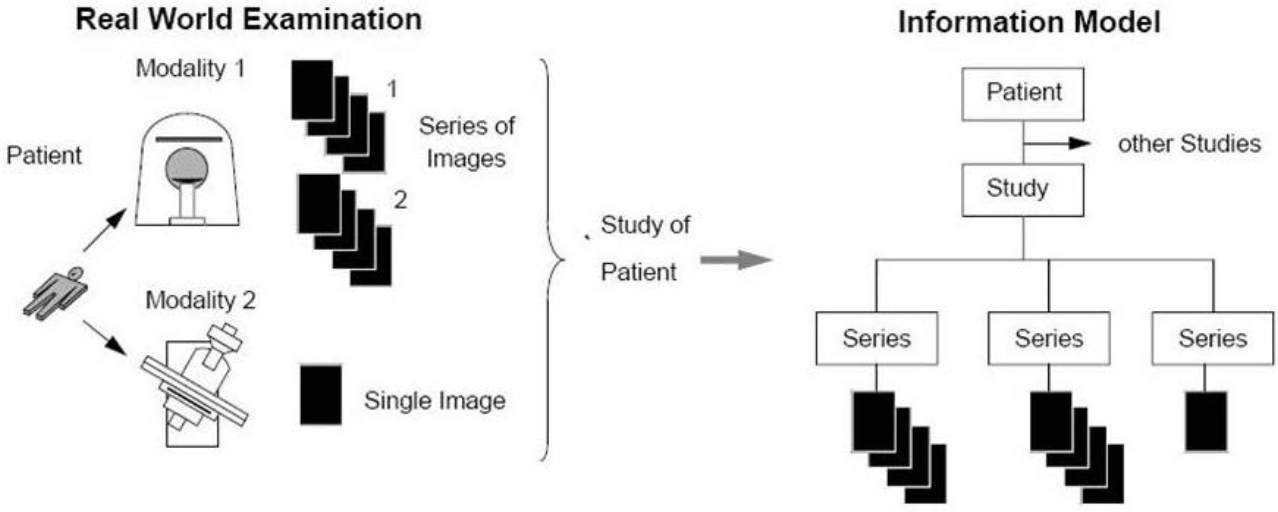 Real World Examination
Modality 1
1
Series of
Images
Patient
2
Modality 2
Single Image
Study of
Patient
Information Model
Patient
other Studies
Study
Series
Series
Series